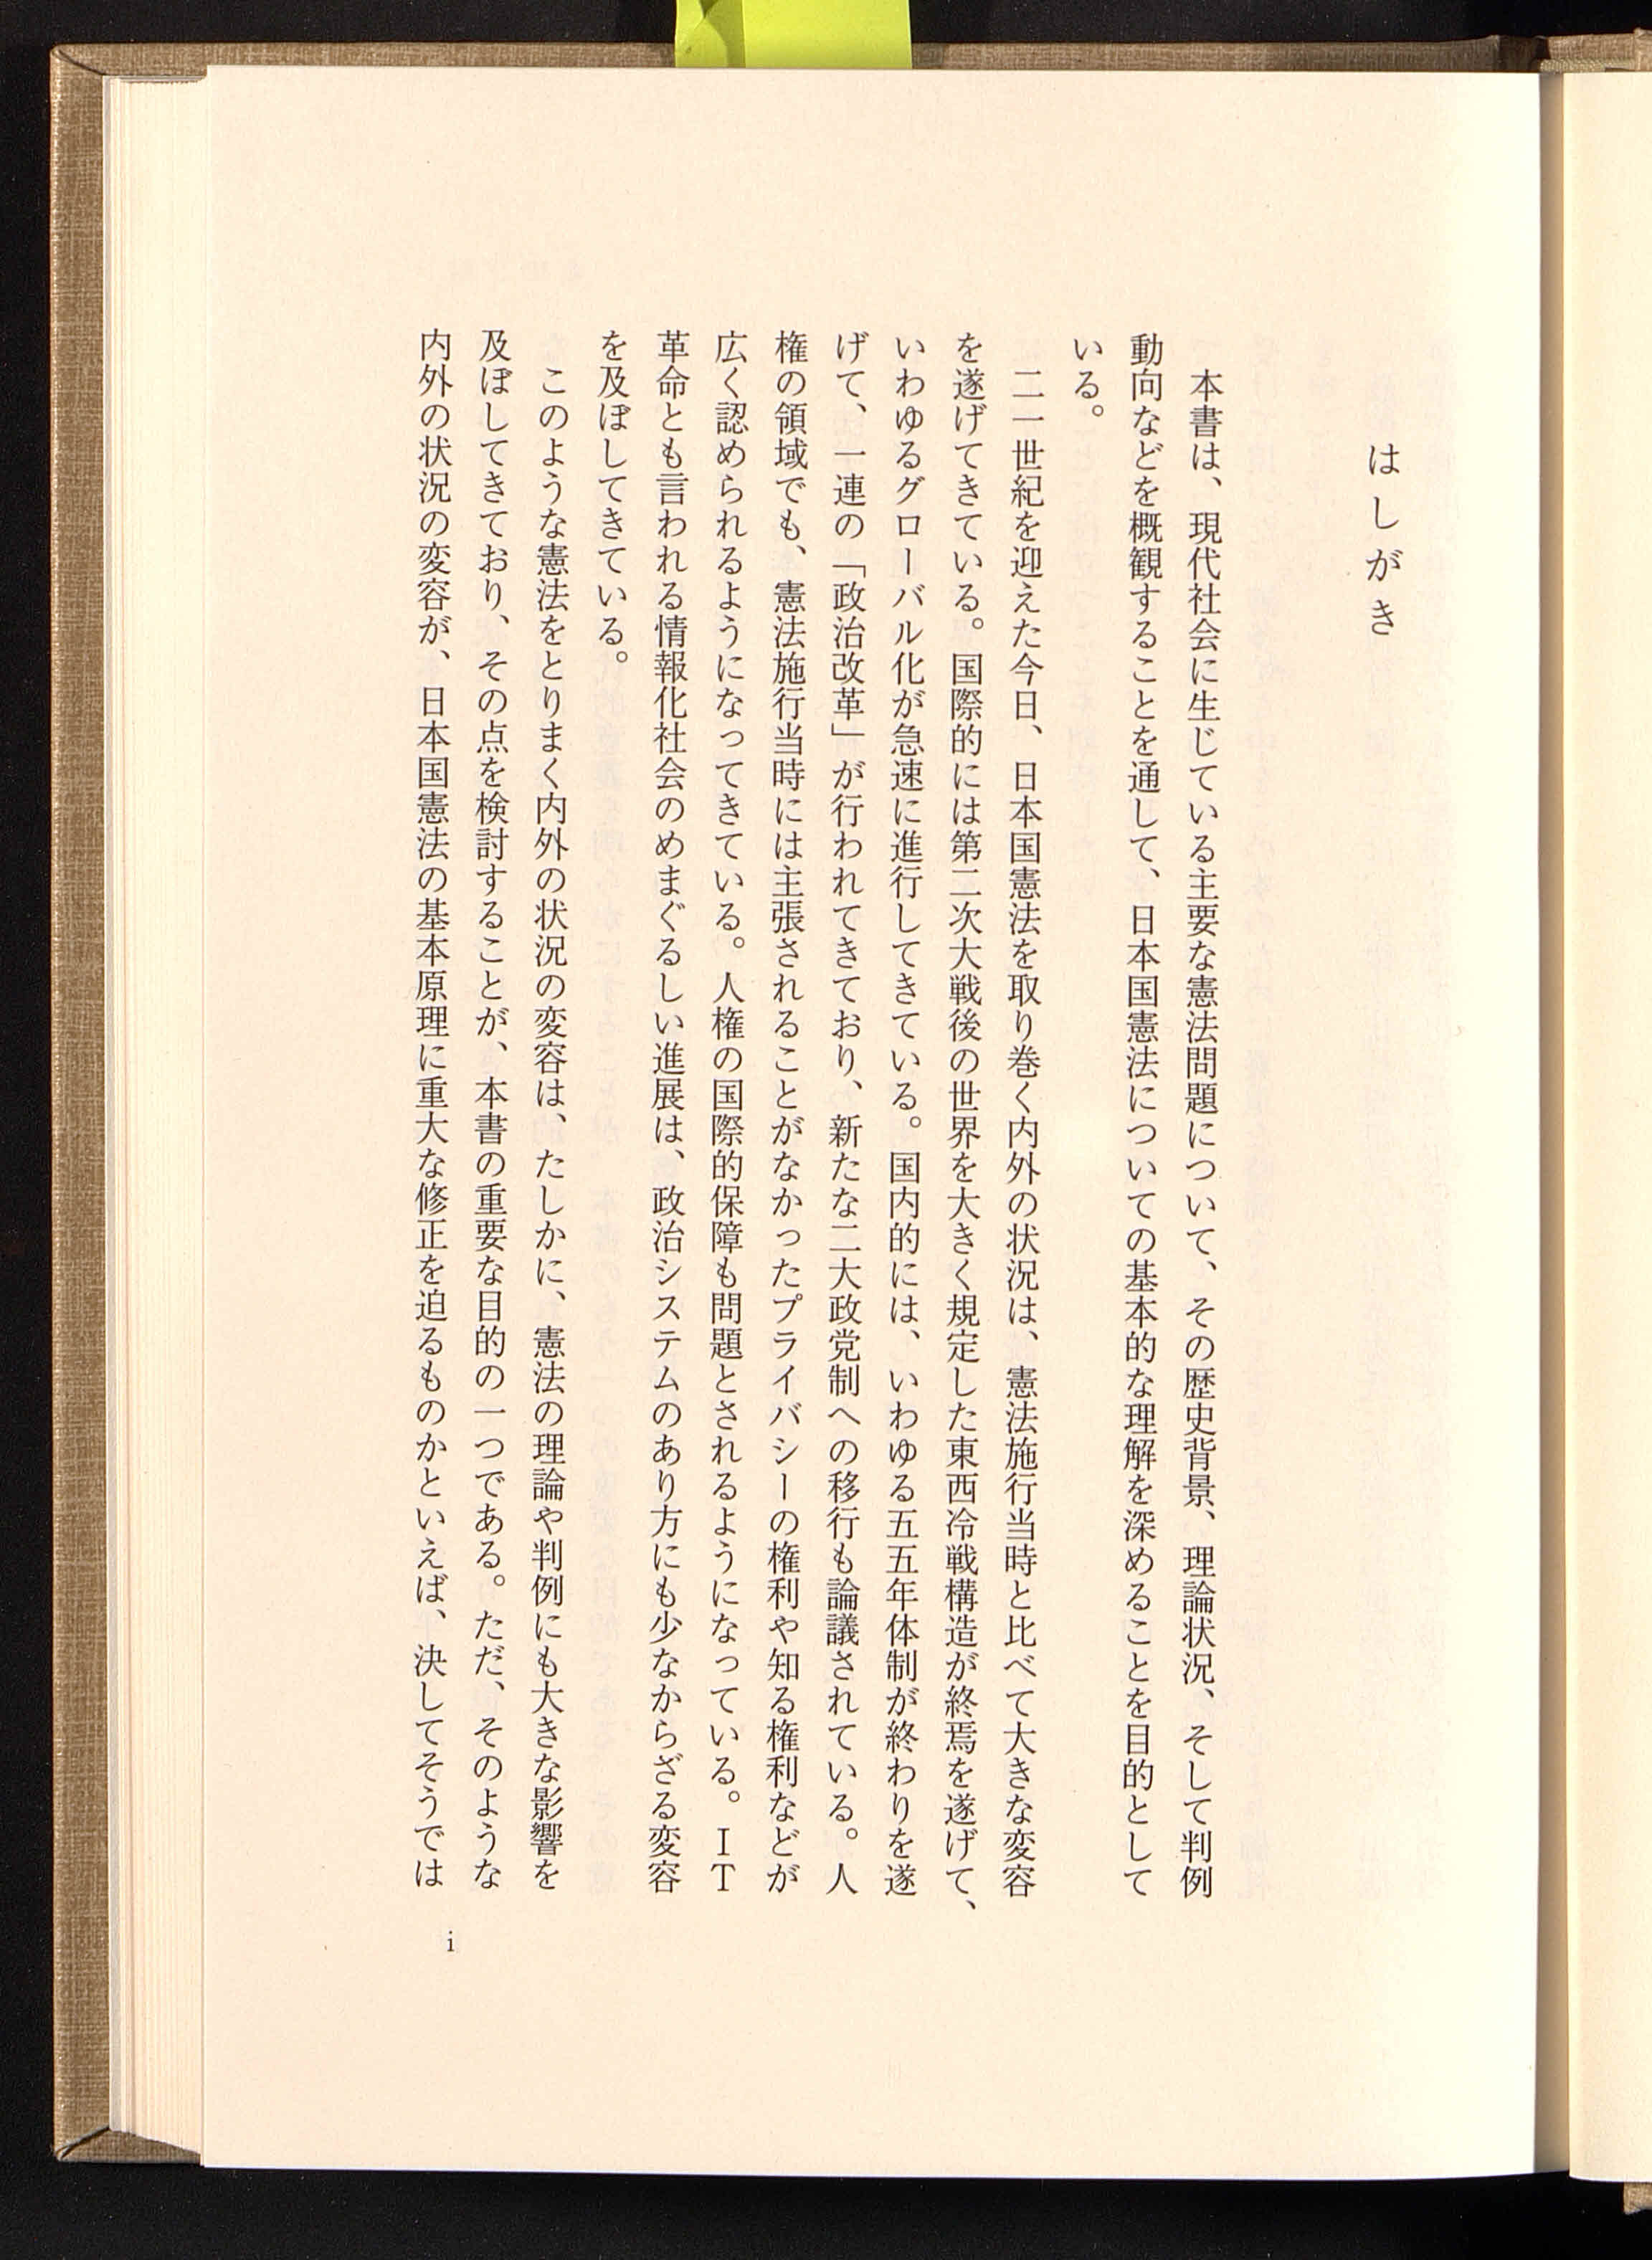 はしがき
本書は、現代社会に生じている主要な憲法問題について、その歴史背景、理論状況、そして判例
動向などを概観することを通して、日本国憲法についての基本的な理解を深めることを目的として
いる。
二一世紀を迎えた今日、日本国憲法を取り巻く内外の状況は、憲法施行当時と比べて大きな変容
を遂げてきている。国際的には第二次大戦後の世界を大きく規定した東西冷戦構造が終焉を遂げて、
いわゆるグローバル化が急速に進行してきている。国内的には、いわゆる五五年体制が終わりを遂
げて、一連の「政治改革」が行われてきており、新たな二大政党制への移行も論議されている。人
権の領域でも、憲法施行当時には主張されることがなかったプライバシーの権利や知る権利などが
広く認められるようになってきている。人権の国際的保障も問題とされるようになっている。IT
革命とも言われる情報化社会のめまぐるしい進展は、政治システムのあり方にも少なからざる変容
を及ぼしてきている。
このような憲法をとりまく内外の状況の変容は、たしかに、憲法の理論や判例にも大きな影響を
及ぼしてきており、その点を検討することが、本書の重要な目的の一つである。ただ、そのような
内外の状況の変容が、日本国憲法の基本原理に重大な修正を迫るものかといえば、決してそうでは
i